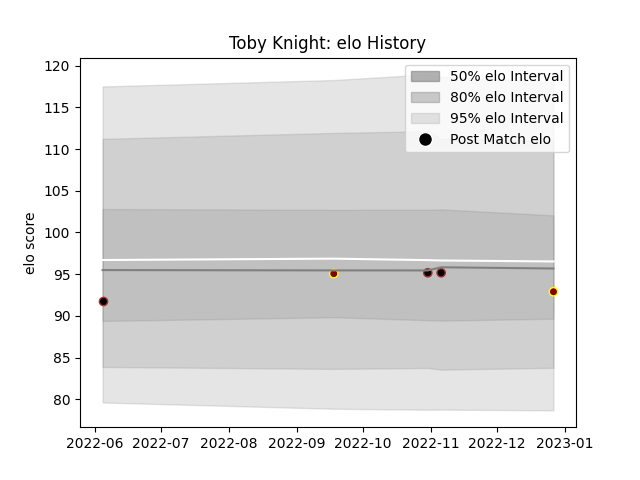 Toby Knight: elo History
50% elo Interval
80% elo Interval
95% elo Interval
Post Match elo
elo score
120
115
110
105
100
95
90
85
80
2022-06 2022-07 2022-08 2022-09 2022-10 2022-11 2022-12 2023-01